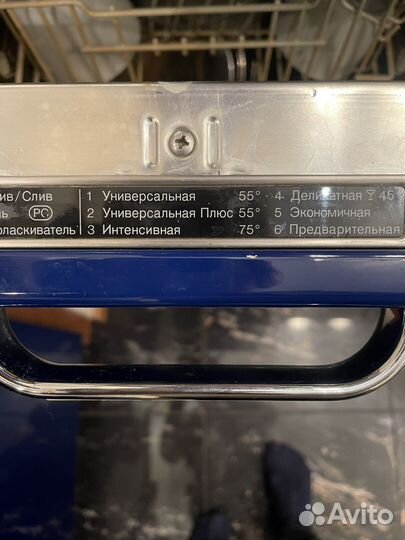 ив/Слив 1 Универсальная 55° 4 Деликатная 45°
ль PC 2 Универсальная Плюс 55° 5 Экономичная
оласкиватель 3 Интенсивная 75° 6 Предварительная
Avito